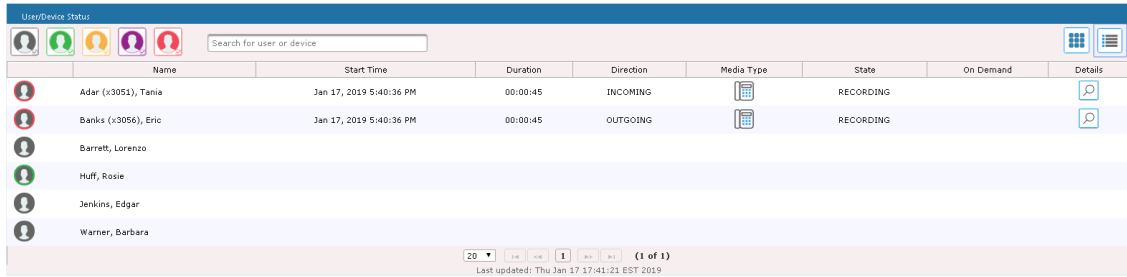 User/Device Status
Search for user or device
Name Start Time Duration Direction Media Type State On Demand Details
Adar (x3051), Tania Jan 17, 2019 5:40:36 PM 00:00:45 INCOMING RECORDING
Banks (x3056), Eric Jan 17, 2019 5:40:36 PM 00:00:45 OUTGOING RECORDING
Barrett, Lorenzo
Huff, Rosie
Jenkins, Edgar
Warner, Barbara
20 1 (1 of 1)
Last updated: Thu Jan 17 17:41:21 EST 2019